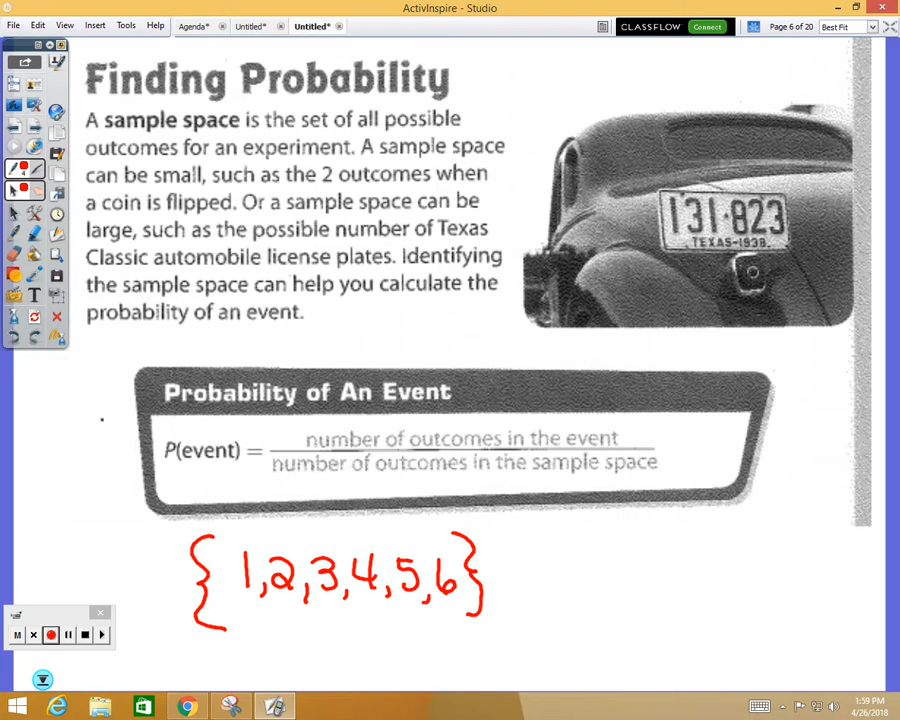 ActivInspire - Studio
File Edit View Insert Tools Help Agenda* Untitled* Untitled* CLASSFLOW Connect Page 6 of 20 Best Fit
Finding Probability
A sample space is the set of all possible
outcomes for an experiment. A sample space
can be small, such as the 2 outcomes when
a coin is flipped. Or a sample space can be
large, such as the possible number of Texas
Classic automobile license plates. Identifying
the sample space can help you calculate the
probability of an event.
131-823
TEXAS-1938
Probability of An Event
P(event) = number of outcomes in the event
number of outcomes in the sample space
{1,2,3,4,5,6}
M
1:59 PM
4/26/2018